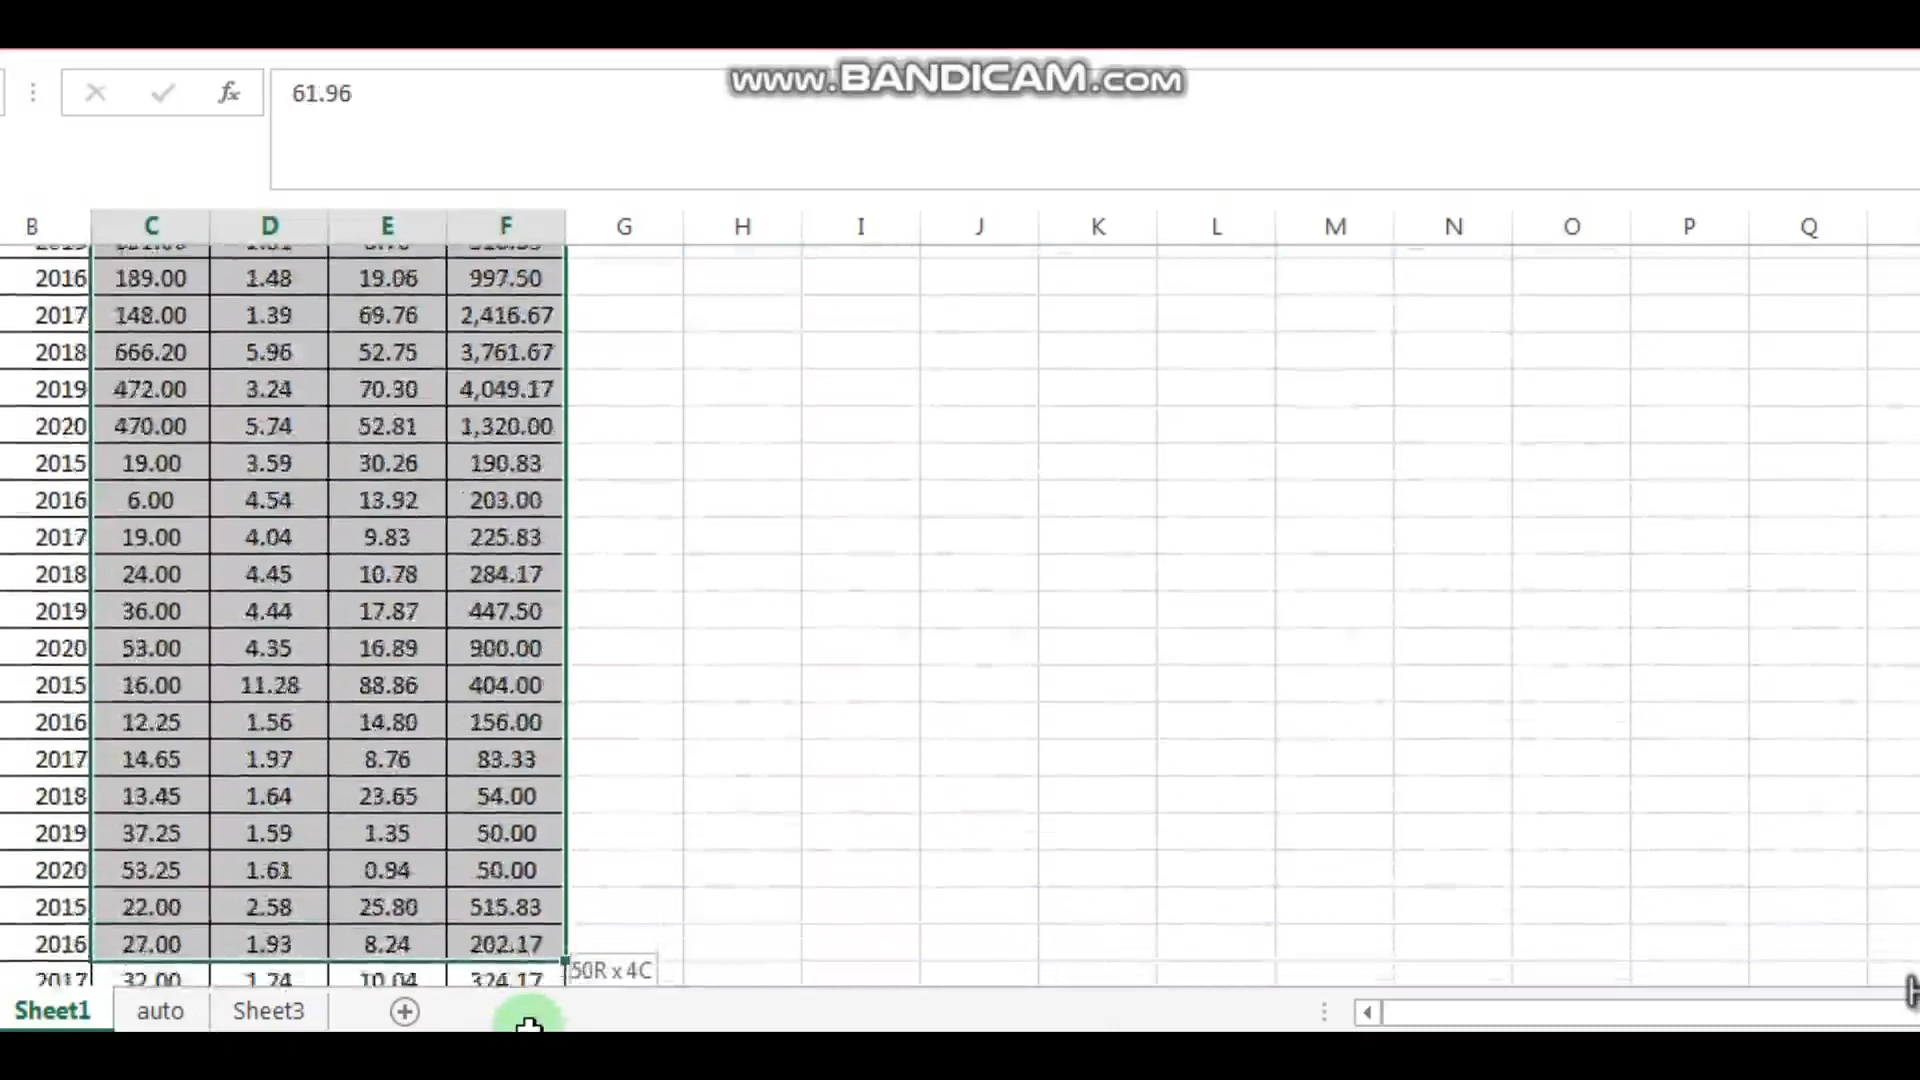 www.BANDICAM.com
fx 61.96
B C D E F G H I J K L M N O P Q
2016 189.00 1.48 19.06 997.50
2017 148.00 1.39 69.76 2,416.67
2018 666.20 5.96 52.75 3,761.67
2019 472.00 3.24 70.30 4,049.17
2020 470.00 5.74 52.81 1,320.00
2015 19.00 3.59 30.26 190.83
2016 6.00 4.54 13.92 203.00
2017 19.00 4.04 9.83 225.83
2018 24.00 4.45 10.78 284.17
2019 36.00 4.44 17.87 447.50
2020 53.00 4.35 16.89 900.00
2015 16.00 11.28 88.86 404.00
2016 12.25 1.56 14.80 156.00
2017 14.65 1.97 8.76 83.33
2018 13.45 1.64 23.65 54.00
2019 37.25 1.59 1.35 50.00
2020 53.25 1.61 0.94 50.00
2015 22.00 2.58 25.80 515.83
2016 27.00 1.93 8.24 202.17
50R x 4C
2017 32.00 1.74 10.04 324.17
Sheet1 auto Sheet3